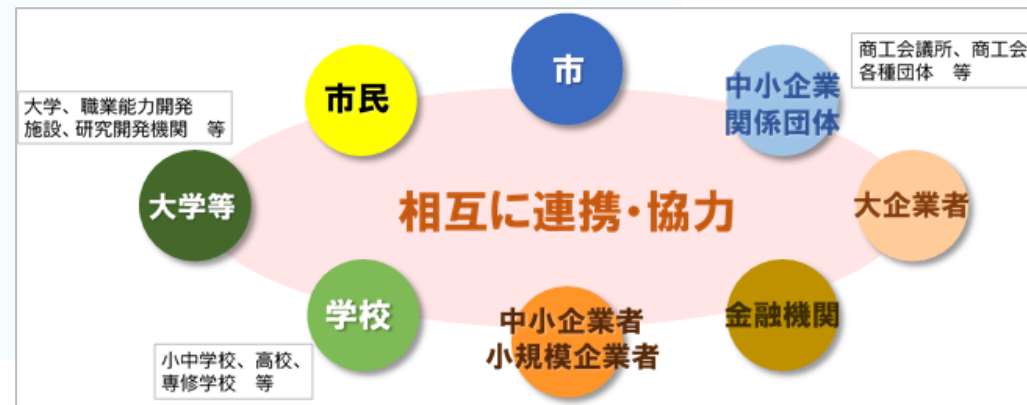 市
市民
中小企業
関係団体
商工会議所、商工会
各種団体　等
大学、職業能力開発
施設、研究開発機関　等
大学等
相互に連携・協力
大企業者
学校
中小企業者
小規模企業者
金融機関
小中学校、高校、
専修学校　等